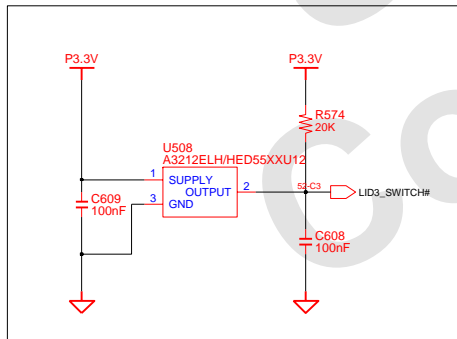 P3.3V
P3.3V
R574
20K
U508
A3212ELH/HED55XXU12
1
SUPPLY
OUTPUT
2
3
GND
52-C3
LID3_SWITCH#
C609
100nF
C608
100nF